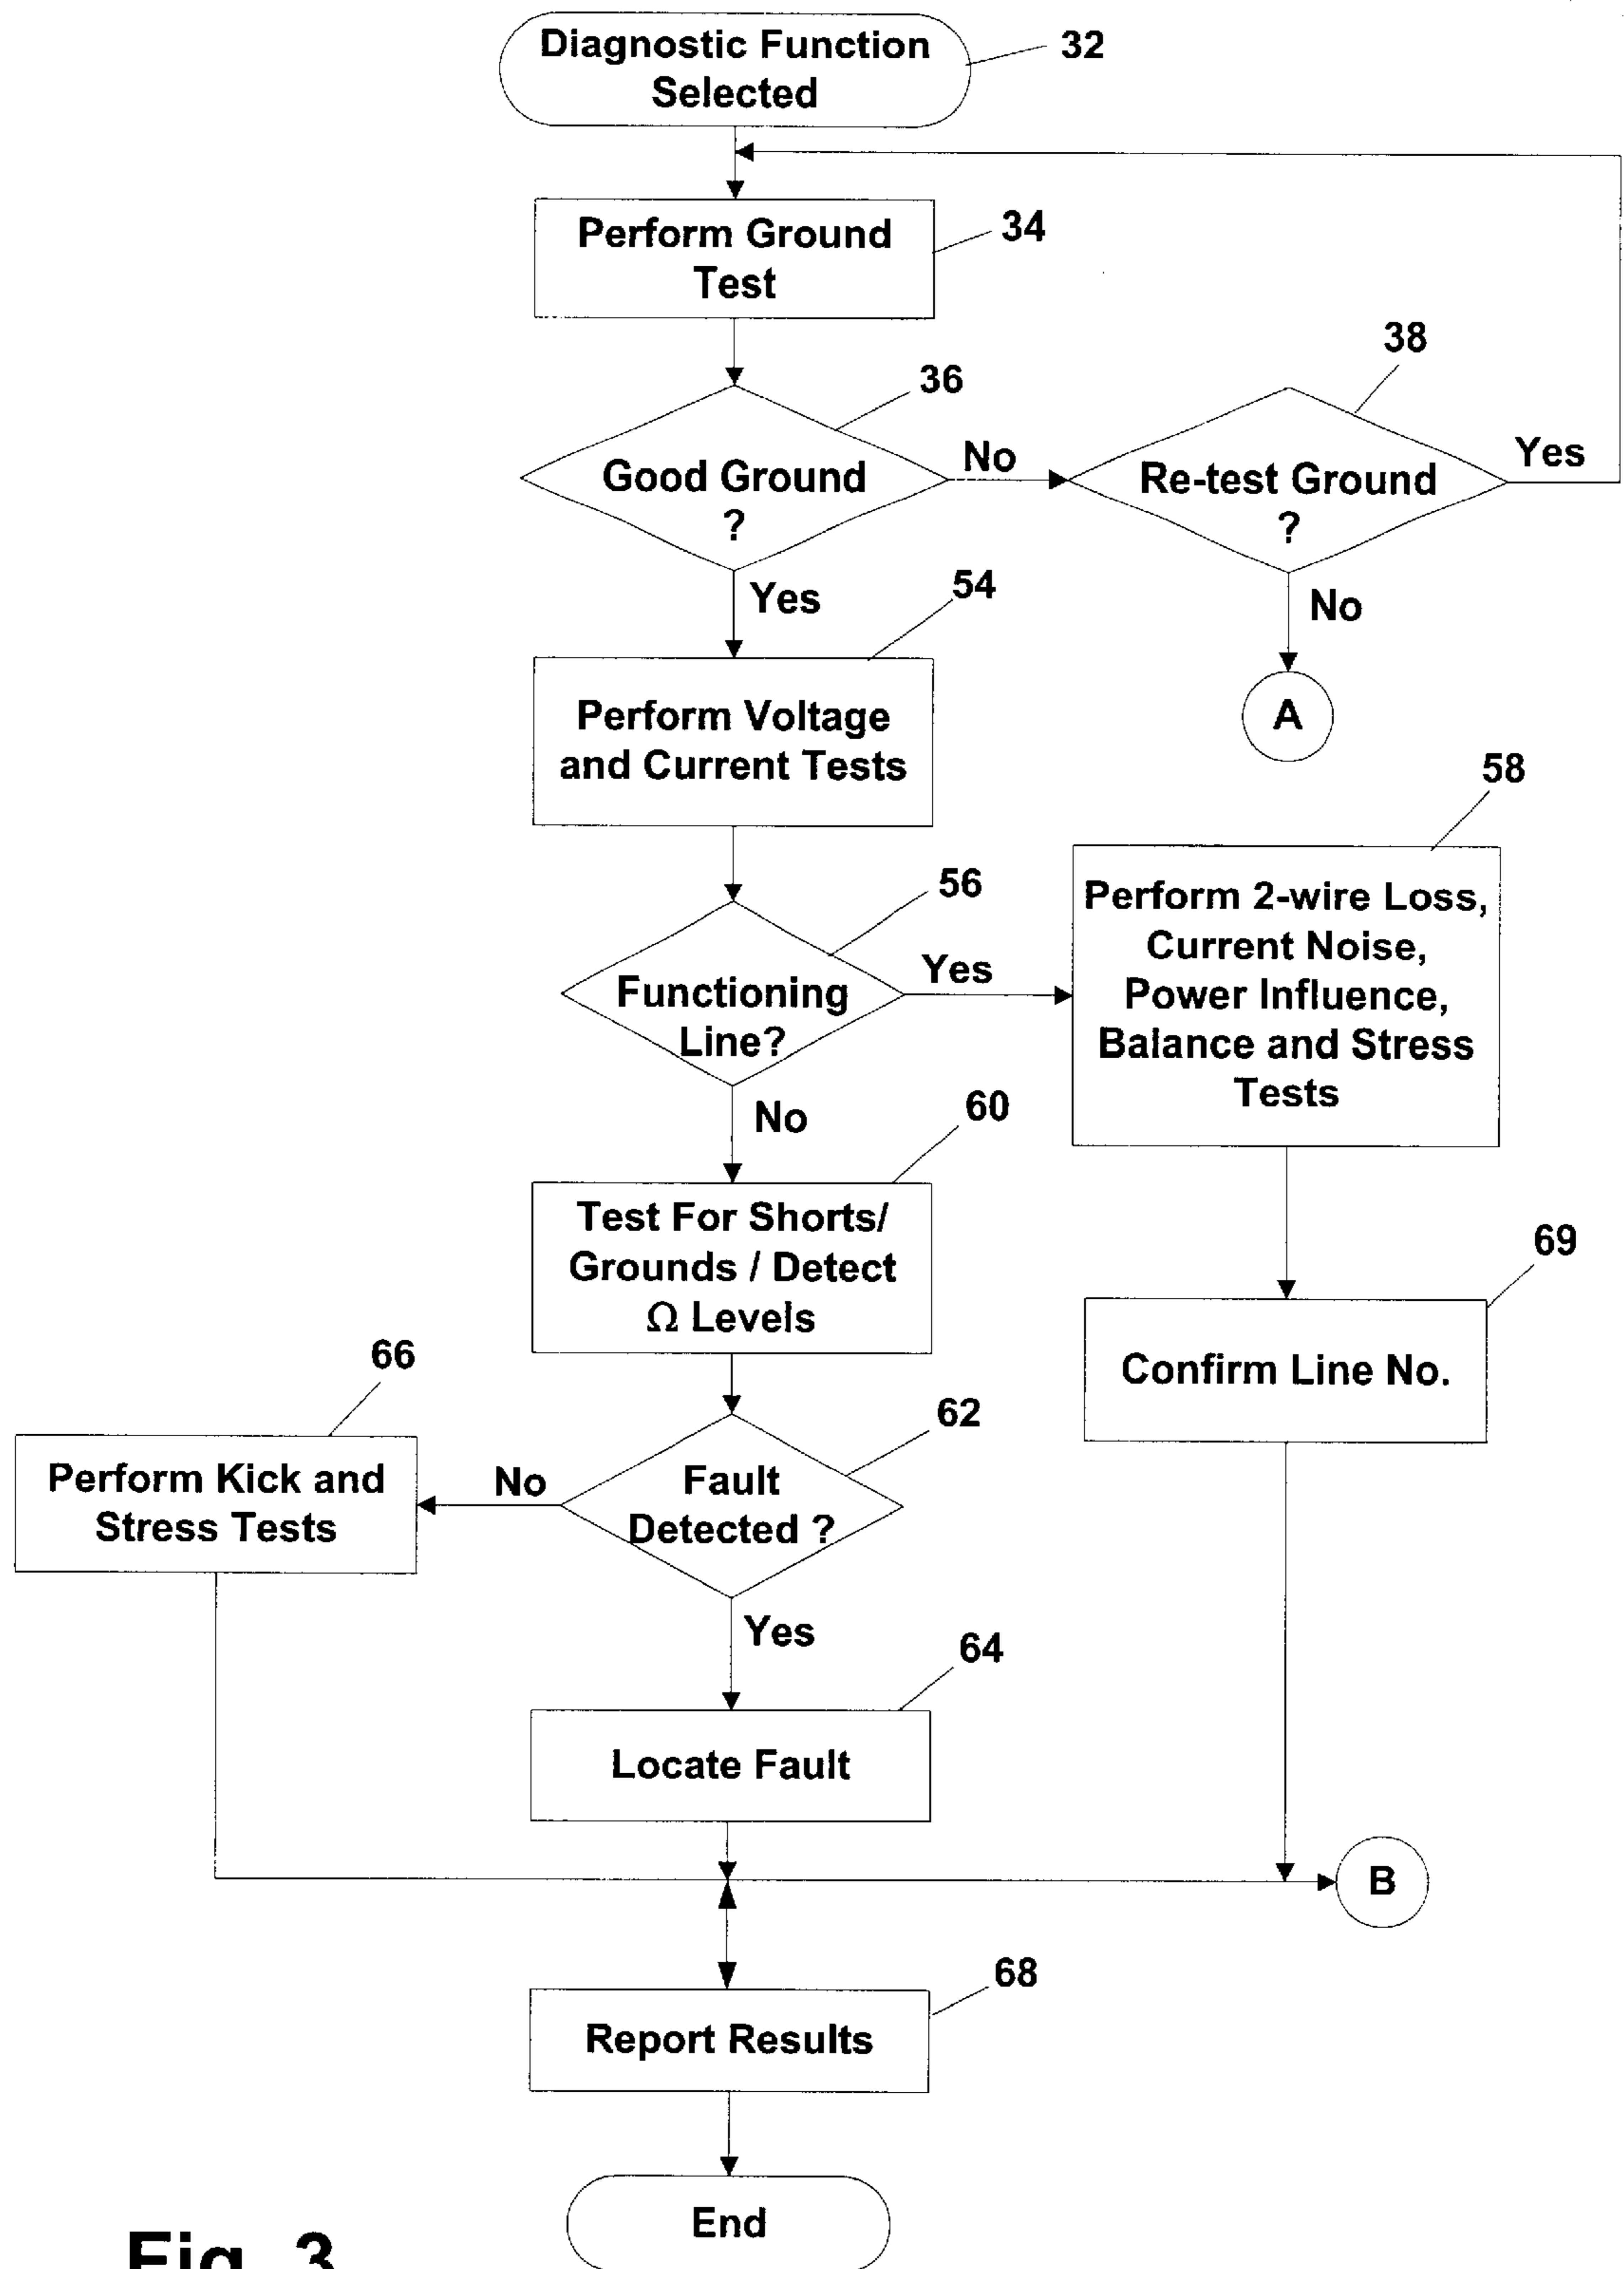 Diagnostic Function
Selected
32
Perform Ground
Test
34
36
38
Good Ground
?
No
Re-test Ground
?
Yes
Yes
No
54
A
Perform Voltage
and Current Tests
58
56
Functioning
Line?
Yes
Perform 2-wire Loss,
Current Noise,
Power Influence,
Balance and Stress
Tests
No
60
Test For Shorts/
Grounds / Detect
Ω Levels
69
Confirm Line No.
66
62
Perform Kick and
Stress Tests
No
Fault
Detected ?
Yes
64
Locate Fault
B
68
Report Results
End
Fig. 3